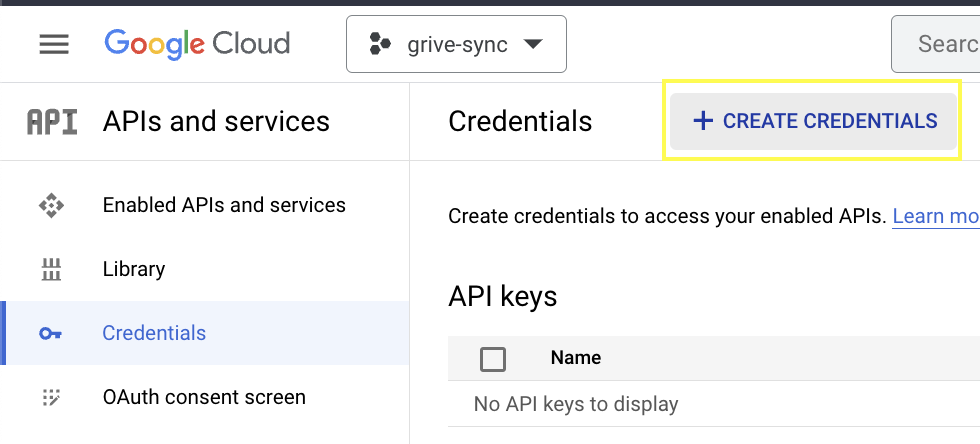 Google Cloud
grive-sync
Searc
API APIs and services
Credentials
+ CREATE CREDENTIALS
Enabled APIs and services
Library
Credentials
OAuth consent screen
Create credentials to access your enabled APIs. Learn mo
API keys
Name
No API keys to display